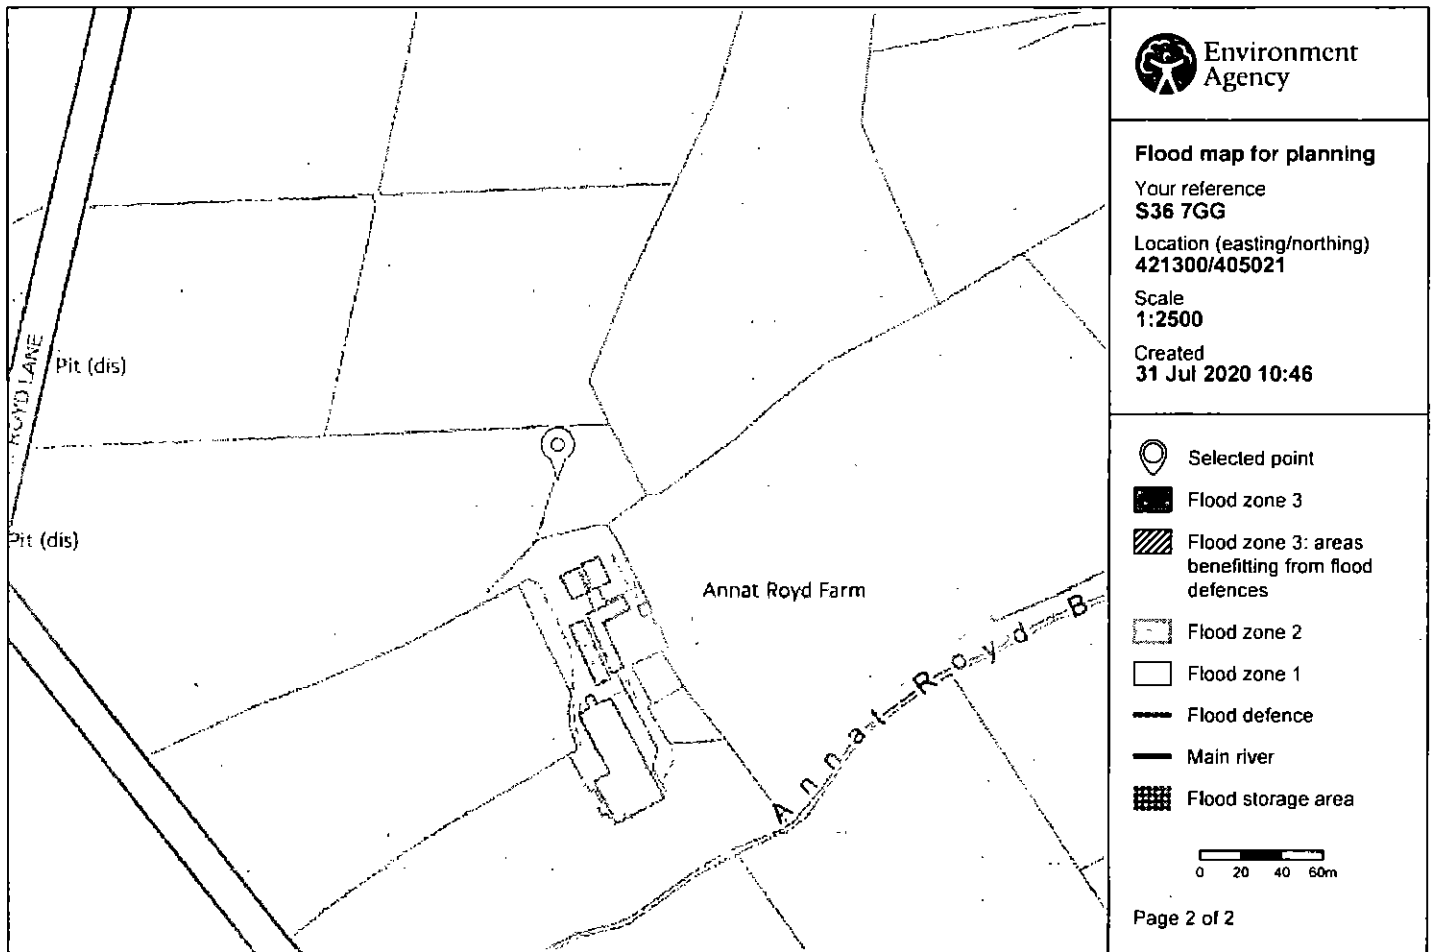 ROYD LANE
Pit (dis)
Pit (dis)
Annat Royd Farm
Annat Royd B
Environment
Agency
Flood map for planning
Your reference
S36 7GG
Location (easting/northing)
421300/405021
Scale
1:2500
Created
31 Jul 2020 10:46
Selected point
Flood zone 3
Flood zone 3: areas
benefitting from flood
defences
Flood zone 2
Flood zone 1
Flood defence
Main river
Flood storage area
0 20 40 60m
Page 2 of 2